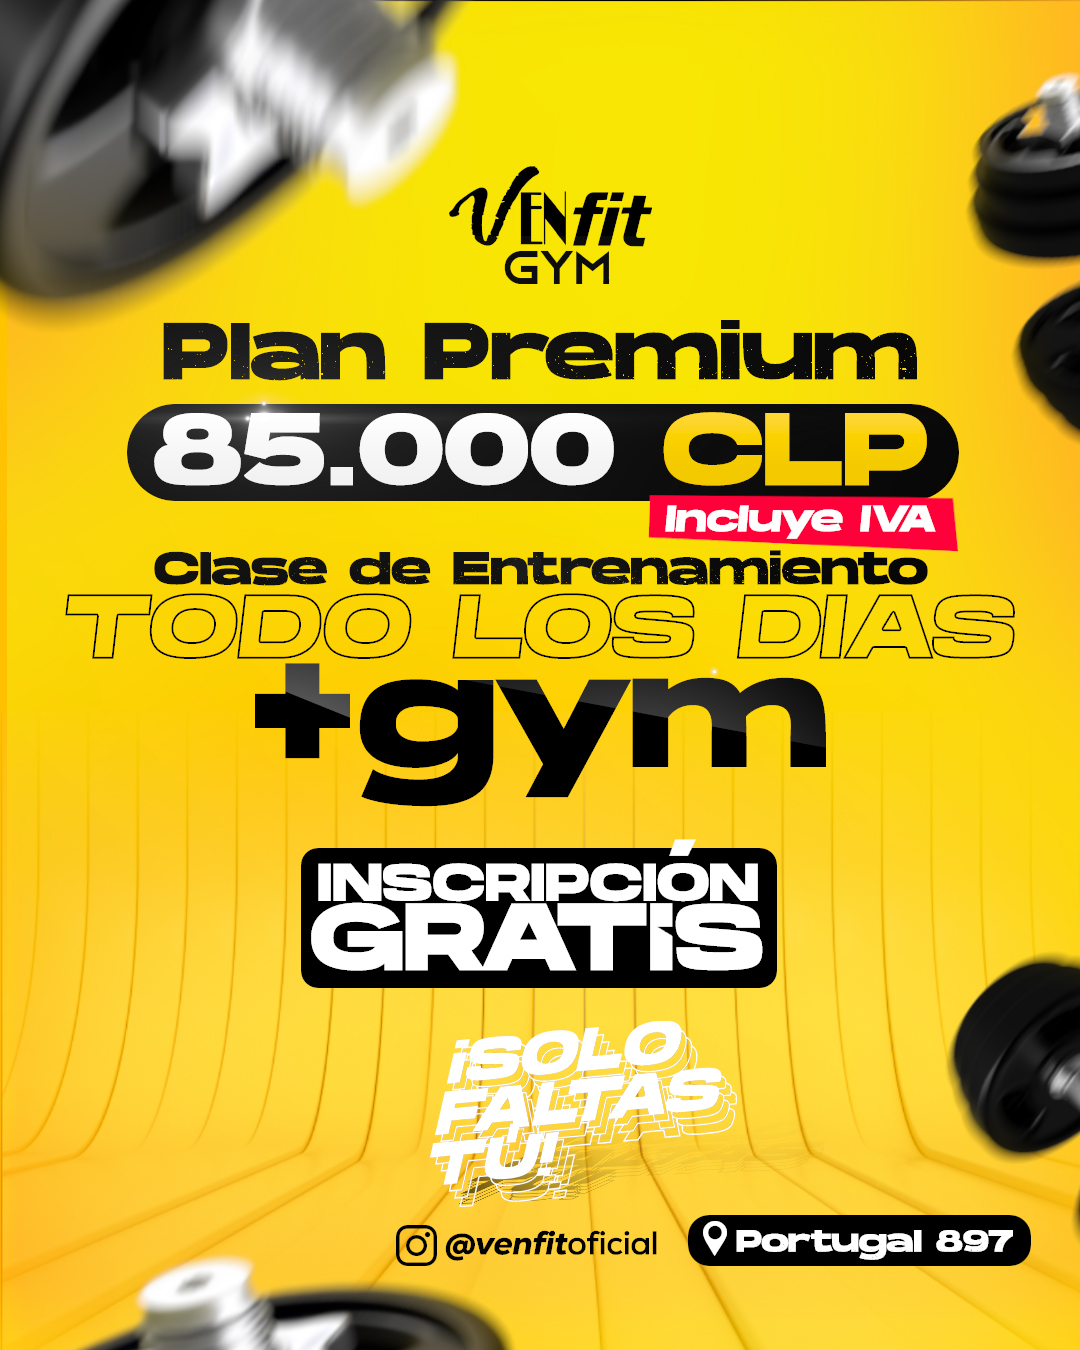 VENfit
GYM
Plan Premium
85.000 CLP
Incluye IVA
Clase de Entrenamiento
TODO LOS DIAS
+gym
INSCRIPCIÓN
GRATIS
¡SOLO
FALTAS
TU!
@venfitoficial
Portugal 897